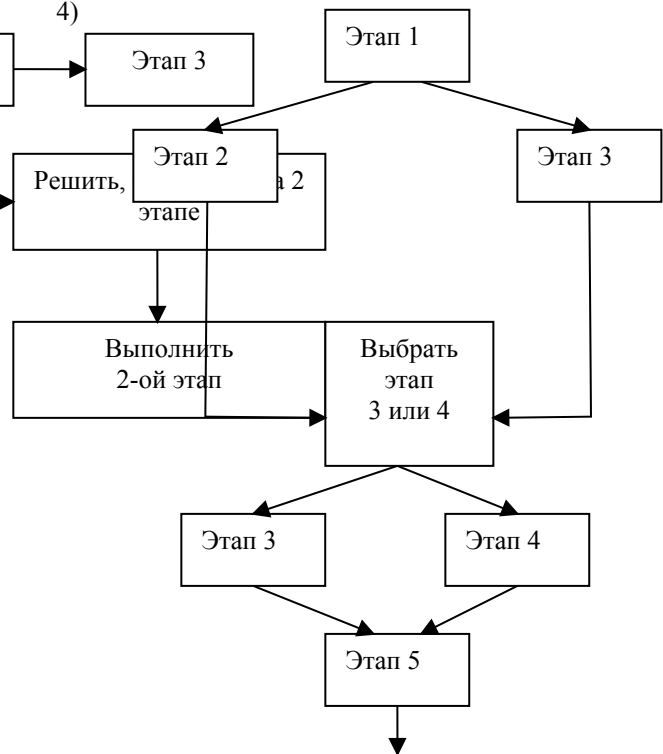 4)
Этап 3
Этап 1
Этап 2
Этап 3
Решить,
а 2
этапе
Выполнить
2-ой этап
Выбрать
этап
3 или 4
Этап 3
Этап 4
Этап 5